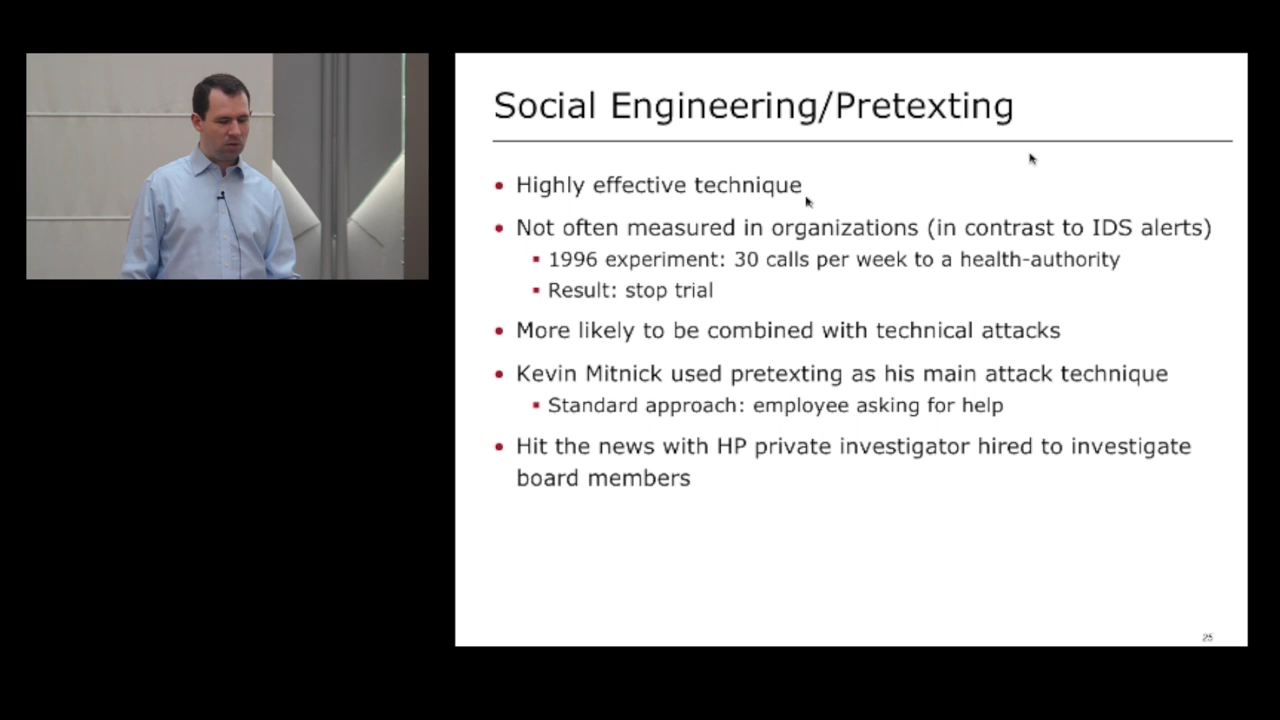 Social Engineering/Pretexting
• Highly effective technique
• Not often measured in organizations (in contrast to IDS alerts)
▪ 1996 experiment: 30 calls per week to a health-authority
▪ Result: stop trial
• More likely to be combined with technical attacks
• Kevin Mitnick used pretexting as his main attack technique
▪ Standard approach: employee asking for help
• Hit the news with HP private investigator hired to investigate
board members
25